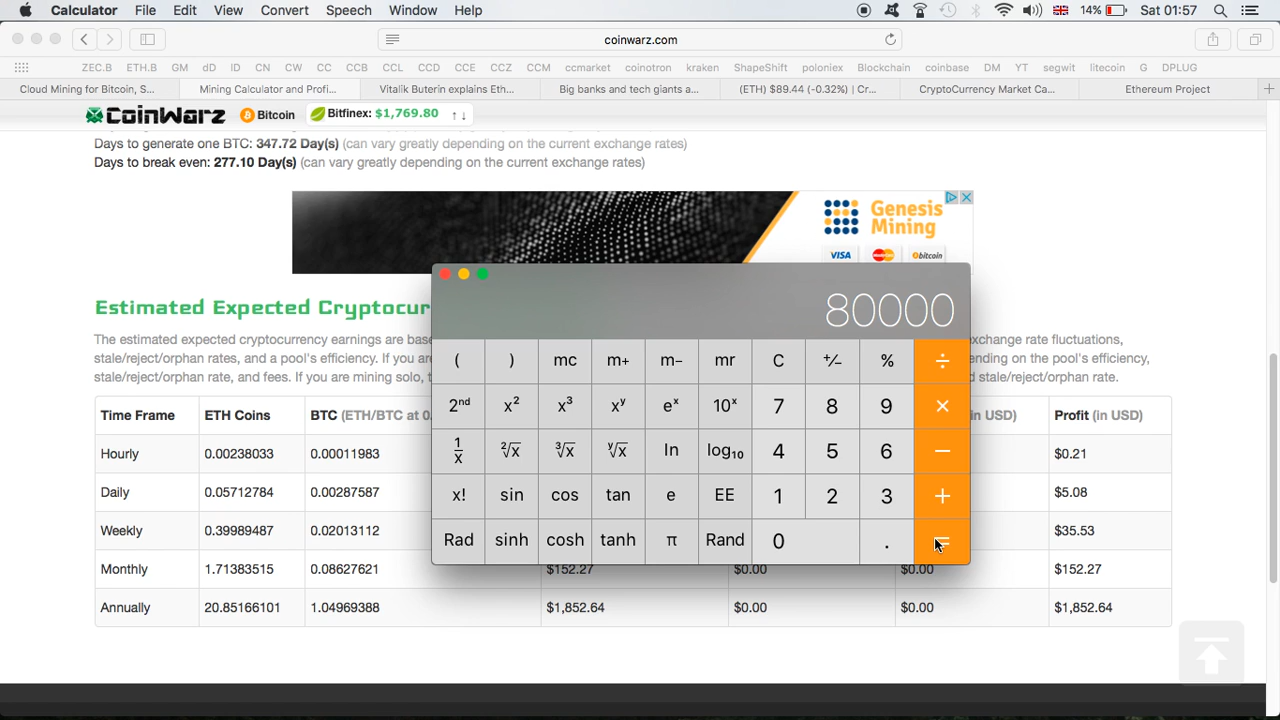 Calculator File Edit View Convert Speech Window Help 14% Sat 01:57
coinwarz.com
ZEC.B ETH.B GM dD ID CN CW CC CCB CCL CCD CCE CCZ CCM ccmarket coinotron kraken ShapeShift poloniex Blockchain coinbase DM YT segwit litecoin G DPLUG
Cloud Mining for Bitcoin, S... Mining Calculator and Profi... Vitalik Buterin explains Eth... Big banks and tech giants a... (ETH) $89.44 (-0.32%) | Cr... CryptoCurrency Market Ca... Ethereum Project
CoinWarz Bitcoin Bitfinex: $1,769.80 ↑ ↓
Days to generate one BTC: 347.72 Day(s) (can vary greatly depending on the current exchange rates)
Days to break even: 277.10 Day(s) (can vary greatly depending on the current exchange rates)
Genesis
Mining
VISA MasterCard bitcoin
80000
Estimated Expected Cryptocur
The estimated expected cryptocurrency earnings are bas xchange rate fluctuations,
stale/reject/orphan rates, and a pool's efficiency. If you are ending on the pool's efficiency,
stale/reject/orphan rate, and fees. If you are mining solo, t d stale/reject/orphan rate.
( ) mc m+ m- mr C ⁺/₋ % ÷
2ⁿᵈ x² x³ xʸ eˣ 10ˣ 7 8 9 ×
1/x ²√x ³√x ʸ√x ln log₁₀ 4 5 6 −
x! sin cos tan e EE 1 2 3 +
Rad sinh cosh tanh π Rand 0 . =
Time Frame ETH Coins BTC (ETH/BTC at 0. in USD) Profit (in USD)
Hourly 0.00238033 0.00011983 $0.21
Daily 0.05712784 0.00287587 $5.08
Weekly 0.39989487 0.02013112 $35.53
Monthly 1.71383515 0.08627621 $152.27 $0.00 $0.00 $152.27
Annually 20.85166101 1.04969388 $1,852.64 $0.00 $0.00 $1,852.64